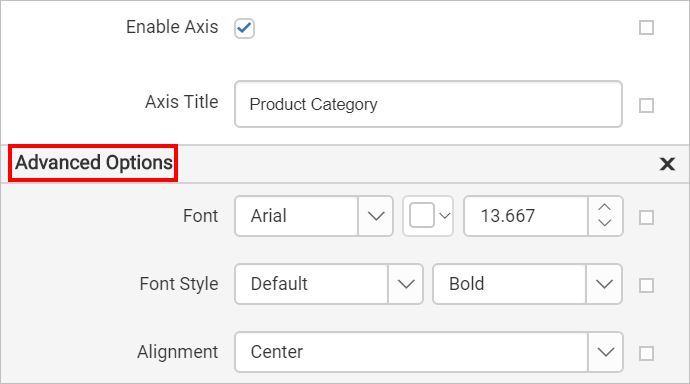 Enable Axis
Axis Title Product Category
Advanced Options
Font Arial 13.667
Font Style Default Bold
Alignment Center